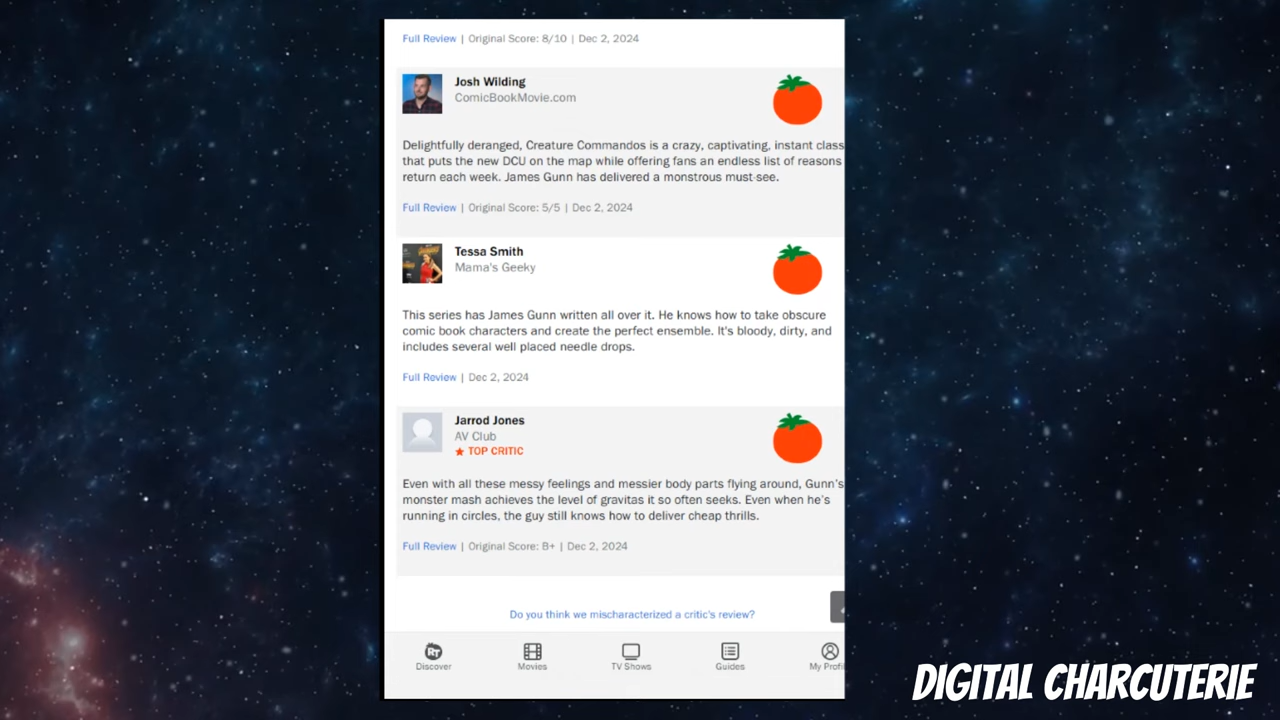 Full Review | Original Score: 8/10 | Dec 2, 2024
Josh Wilding
ComicBookMovie.com
Delightfully deranged, Creature Commandos is a crazy, captivating, instant class
that puts the new DCU on the map while offering fans an endless list of reasons
return each week. James Gunn has delivered a monstrous must-see.
Full Review | Original Score: 5/5 | Dec 2, 2024
Tessa Smith
Mama's Geeky
This series has James Gunn written all over it. He knows how to take obscure
comic book characters and create the perfect ensemble. It's bloody, dirty, and
includes several well placed needle drops.
Full Review | Dec 2, 2024
Jarrod Jones
AV Club
TOP CRITIC
Even with all these messy feelings and messier body parts flying around, Gunn's
monster mash achieves the level of gravitas it so often seeks. Even when he's
running in circles, the guy still knows how to deliver cheap thrills.
Full Review | Original Score: B+ | Dec 2, 2024
Do you think we mischaracterized a critic's review?
RT
Discover Movies TV Shows Guides My Profi
DIGITAL CHARCUTERIE